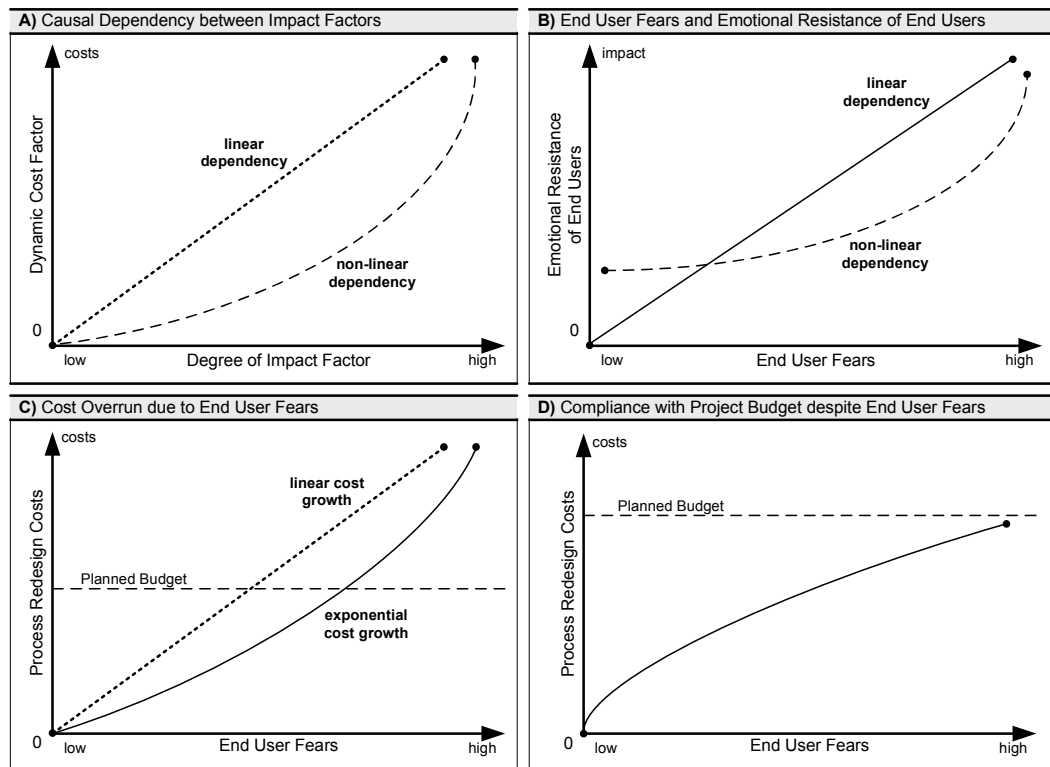 A) Causal Dependency between Impact Factors
costs
Dynamic Cost Factor
linear
dependency
non-linear
dependency
0
low
Degree of Impact Factor
high
B) End User Fears and Emotional Resistance of End Users
impact
Emotional Resistance
of End Users
linear
dependency
non-linear
dependency
0
low
End User Fears
high
C) Cost Overrun due to End User Fears
costs
Process Redesign Costs
linear cost
growth
Planned Budget
exponential
cost growth
0
low
End User Fears
high
D) Compliance with Project Budget despite End User Fears
costs
Process Redesign Costs
Planned Budget
0
low
End User Fears
high